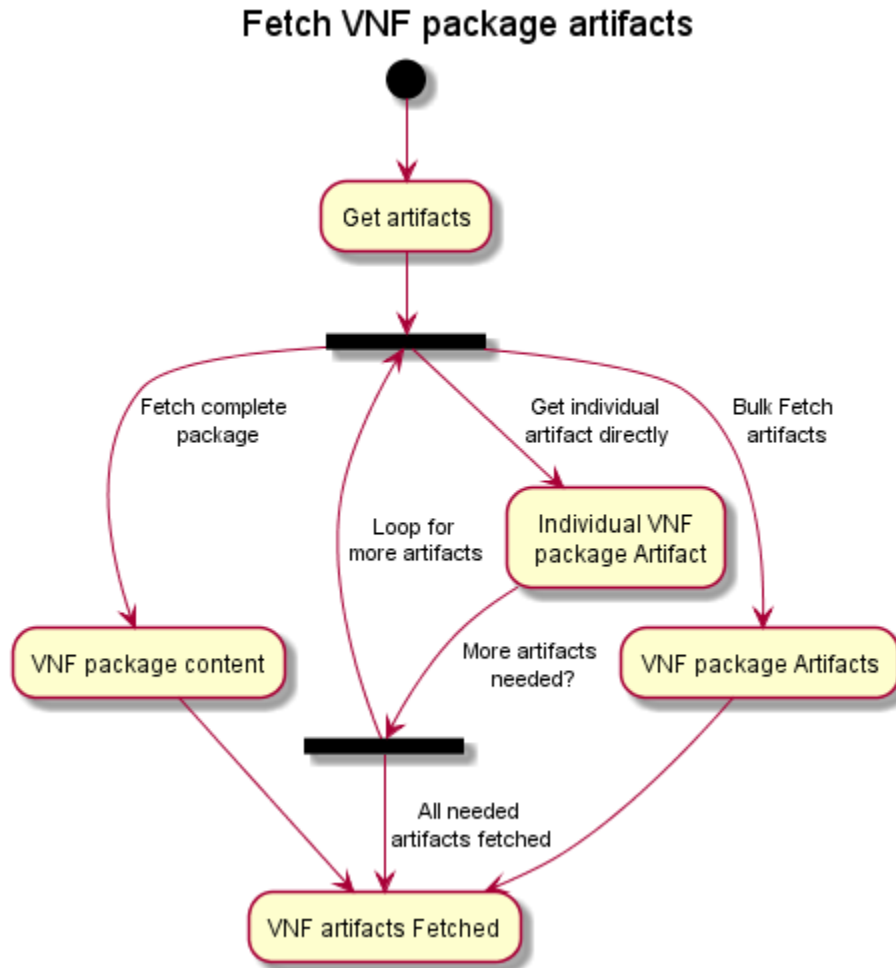 Fetch VNF package artifacts
Get artifacts
Fetch complete
package
Get individual
artifact directly
Bulk Fetch
artifacts
Loop for
more artifacts
Individual VNF
package Artifact
VNF package content
More artifacts
needed?
VNF package Artifacts
All needed
artifacts fetched
VNF artifacts Fetched